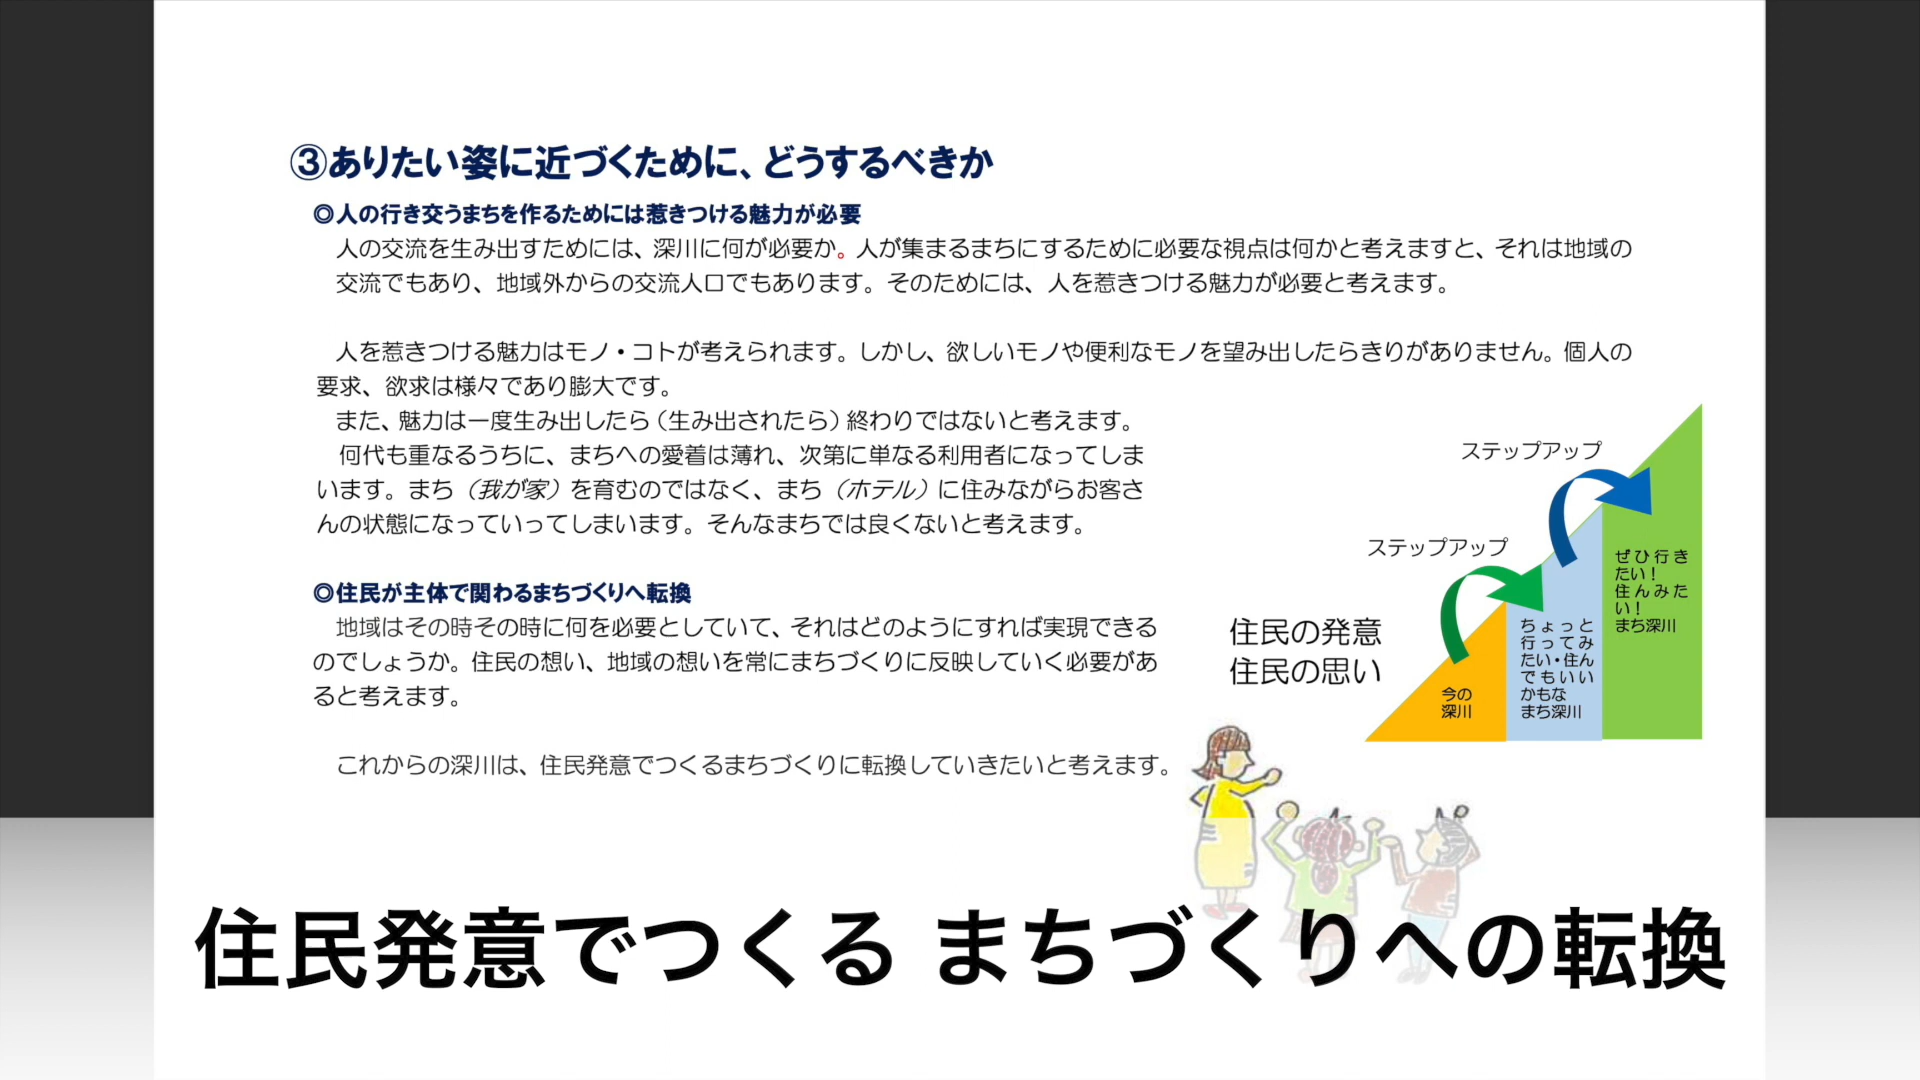 ③ありたい姿に近づくために、どうするべきか
◎人の行き交うまちを作るためには惹きつける魅力が必要
人の交流を生み出すためには、深川に何が必要か。人が集まるまちにするために必要な視点は何かと考えますと、それは地域の
交流でもあり、地域外からの交流人口でもあります。そのためには、人を惹きつける魅力が必要と考えます。
人を惹きつける魅力はモノ・コトが考えられます。しかし、欲しいモノや便利なモノを望み出したらきりがありません。個人の
要求、欲求は様々であり膨大です。
また、魅力は一度生み出したら（生み出されたら）終わりではないと考えます。
何代も重なるうちに、まちへの愛着は薄れ、次第に単なる利用者になってしま
います。まち（我が家）を育むのではなく、まち（ホテル）に住みながらお客さ
んの状態になっていってしまいます。そんなまちでは良くないと考えます。
◎住民が主体で関わるまちづくりへ転換
地域はその時その時に何を必要としていて、それはどのようにすれば実現できる
のでしょうか。住民の想い、地域の想いを常にまちづくりに反映していく必要があ
ると考えます。
これからの深川は、住民発意でつくるまちづくりに転換していきたいと考えます。
ステップアップ
ステップアップ
住民の発意
住民の思い
今の
深川
ちょっと
行ってみ
たい・住ん
でもいい
かもな
まち深川
ぜひ行き
たい！
住んみた
い！
まち深川
住民発意でつくる まちづくりへの転換